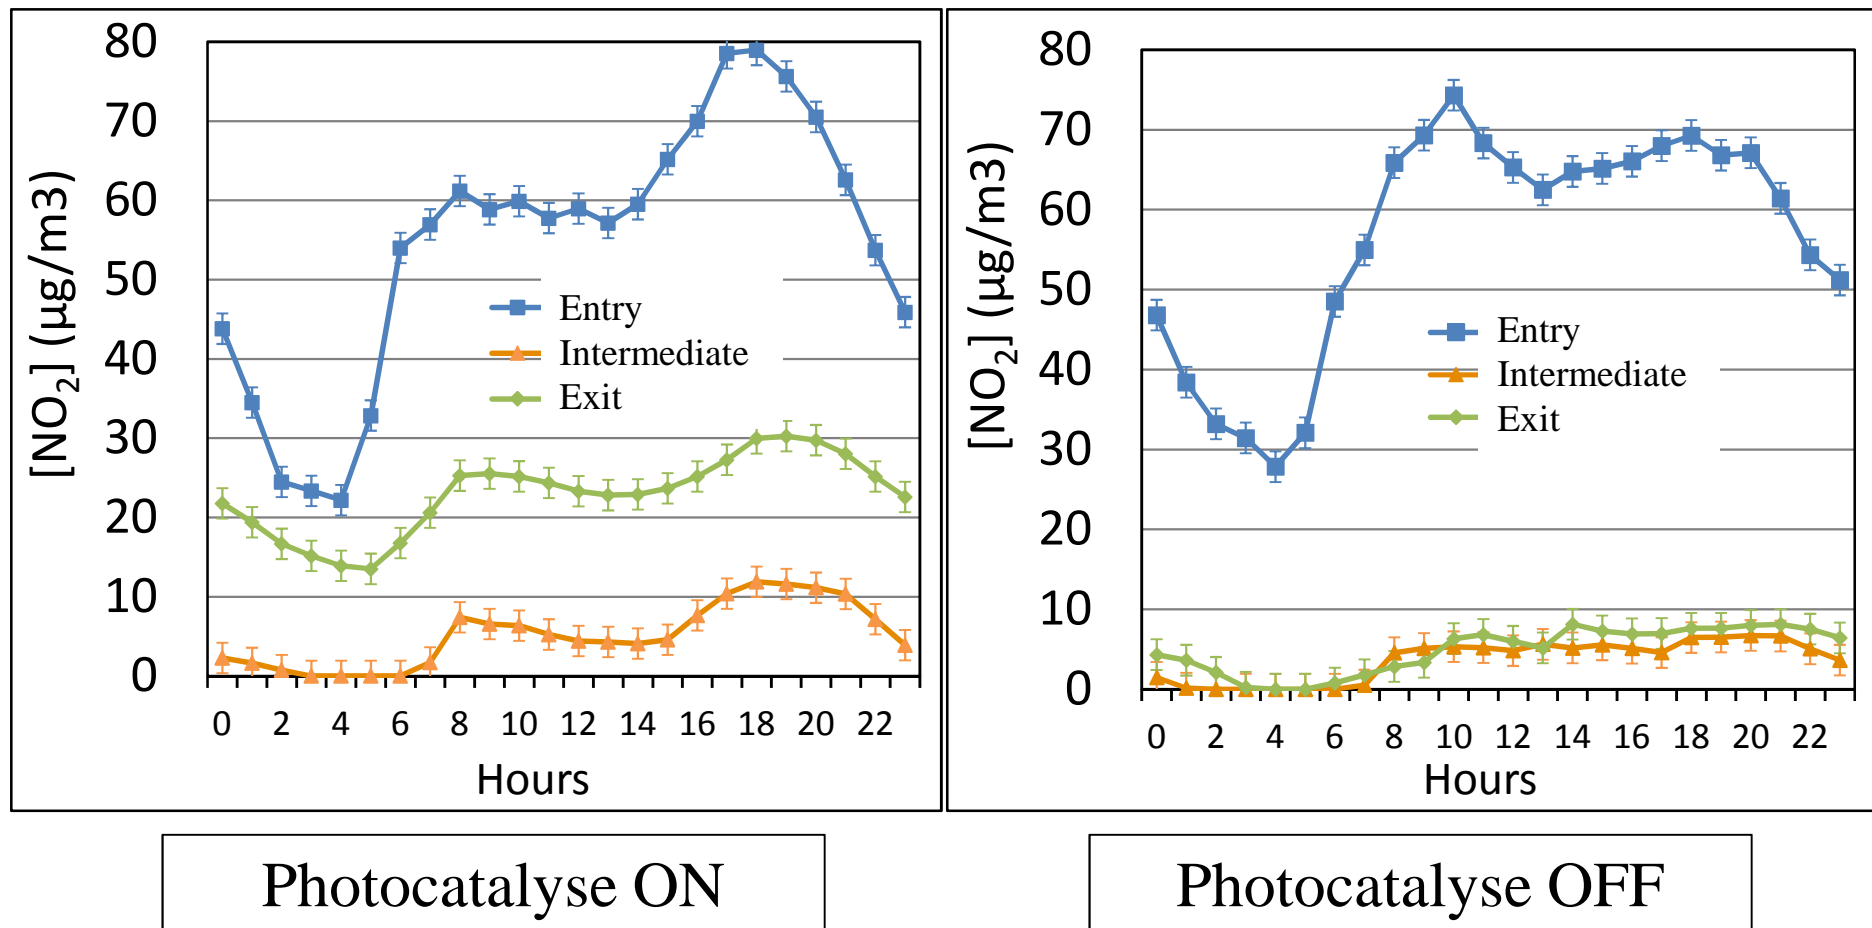 80
70
60
50
40
30
20
10
0
[NO₂] (μg/m3)
Entry
Intermediate
Exit
0 2 4 6 8 10 12 14 16 18 20 22
Hours
Photocatalyse ON
80
70
60
50
40
30
20
10
0
[NO₂] (μg/m3)
Entry
Intermediate
Exit
0 2 4 6 8 10 12 14 16 18 20 22
Hours
Photocatalyse OFF